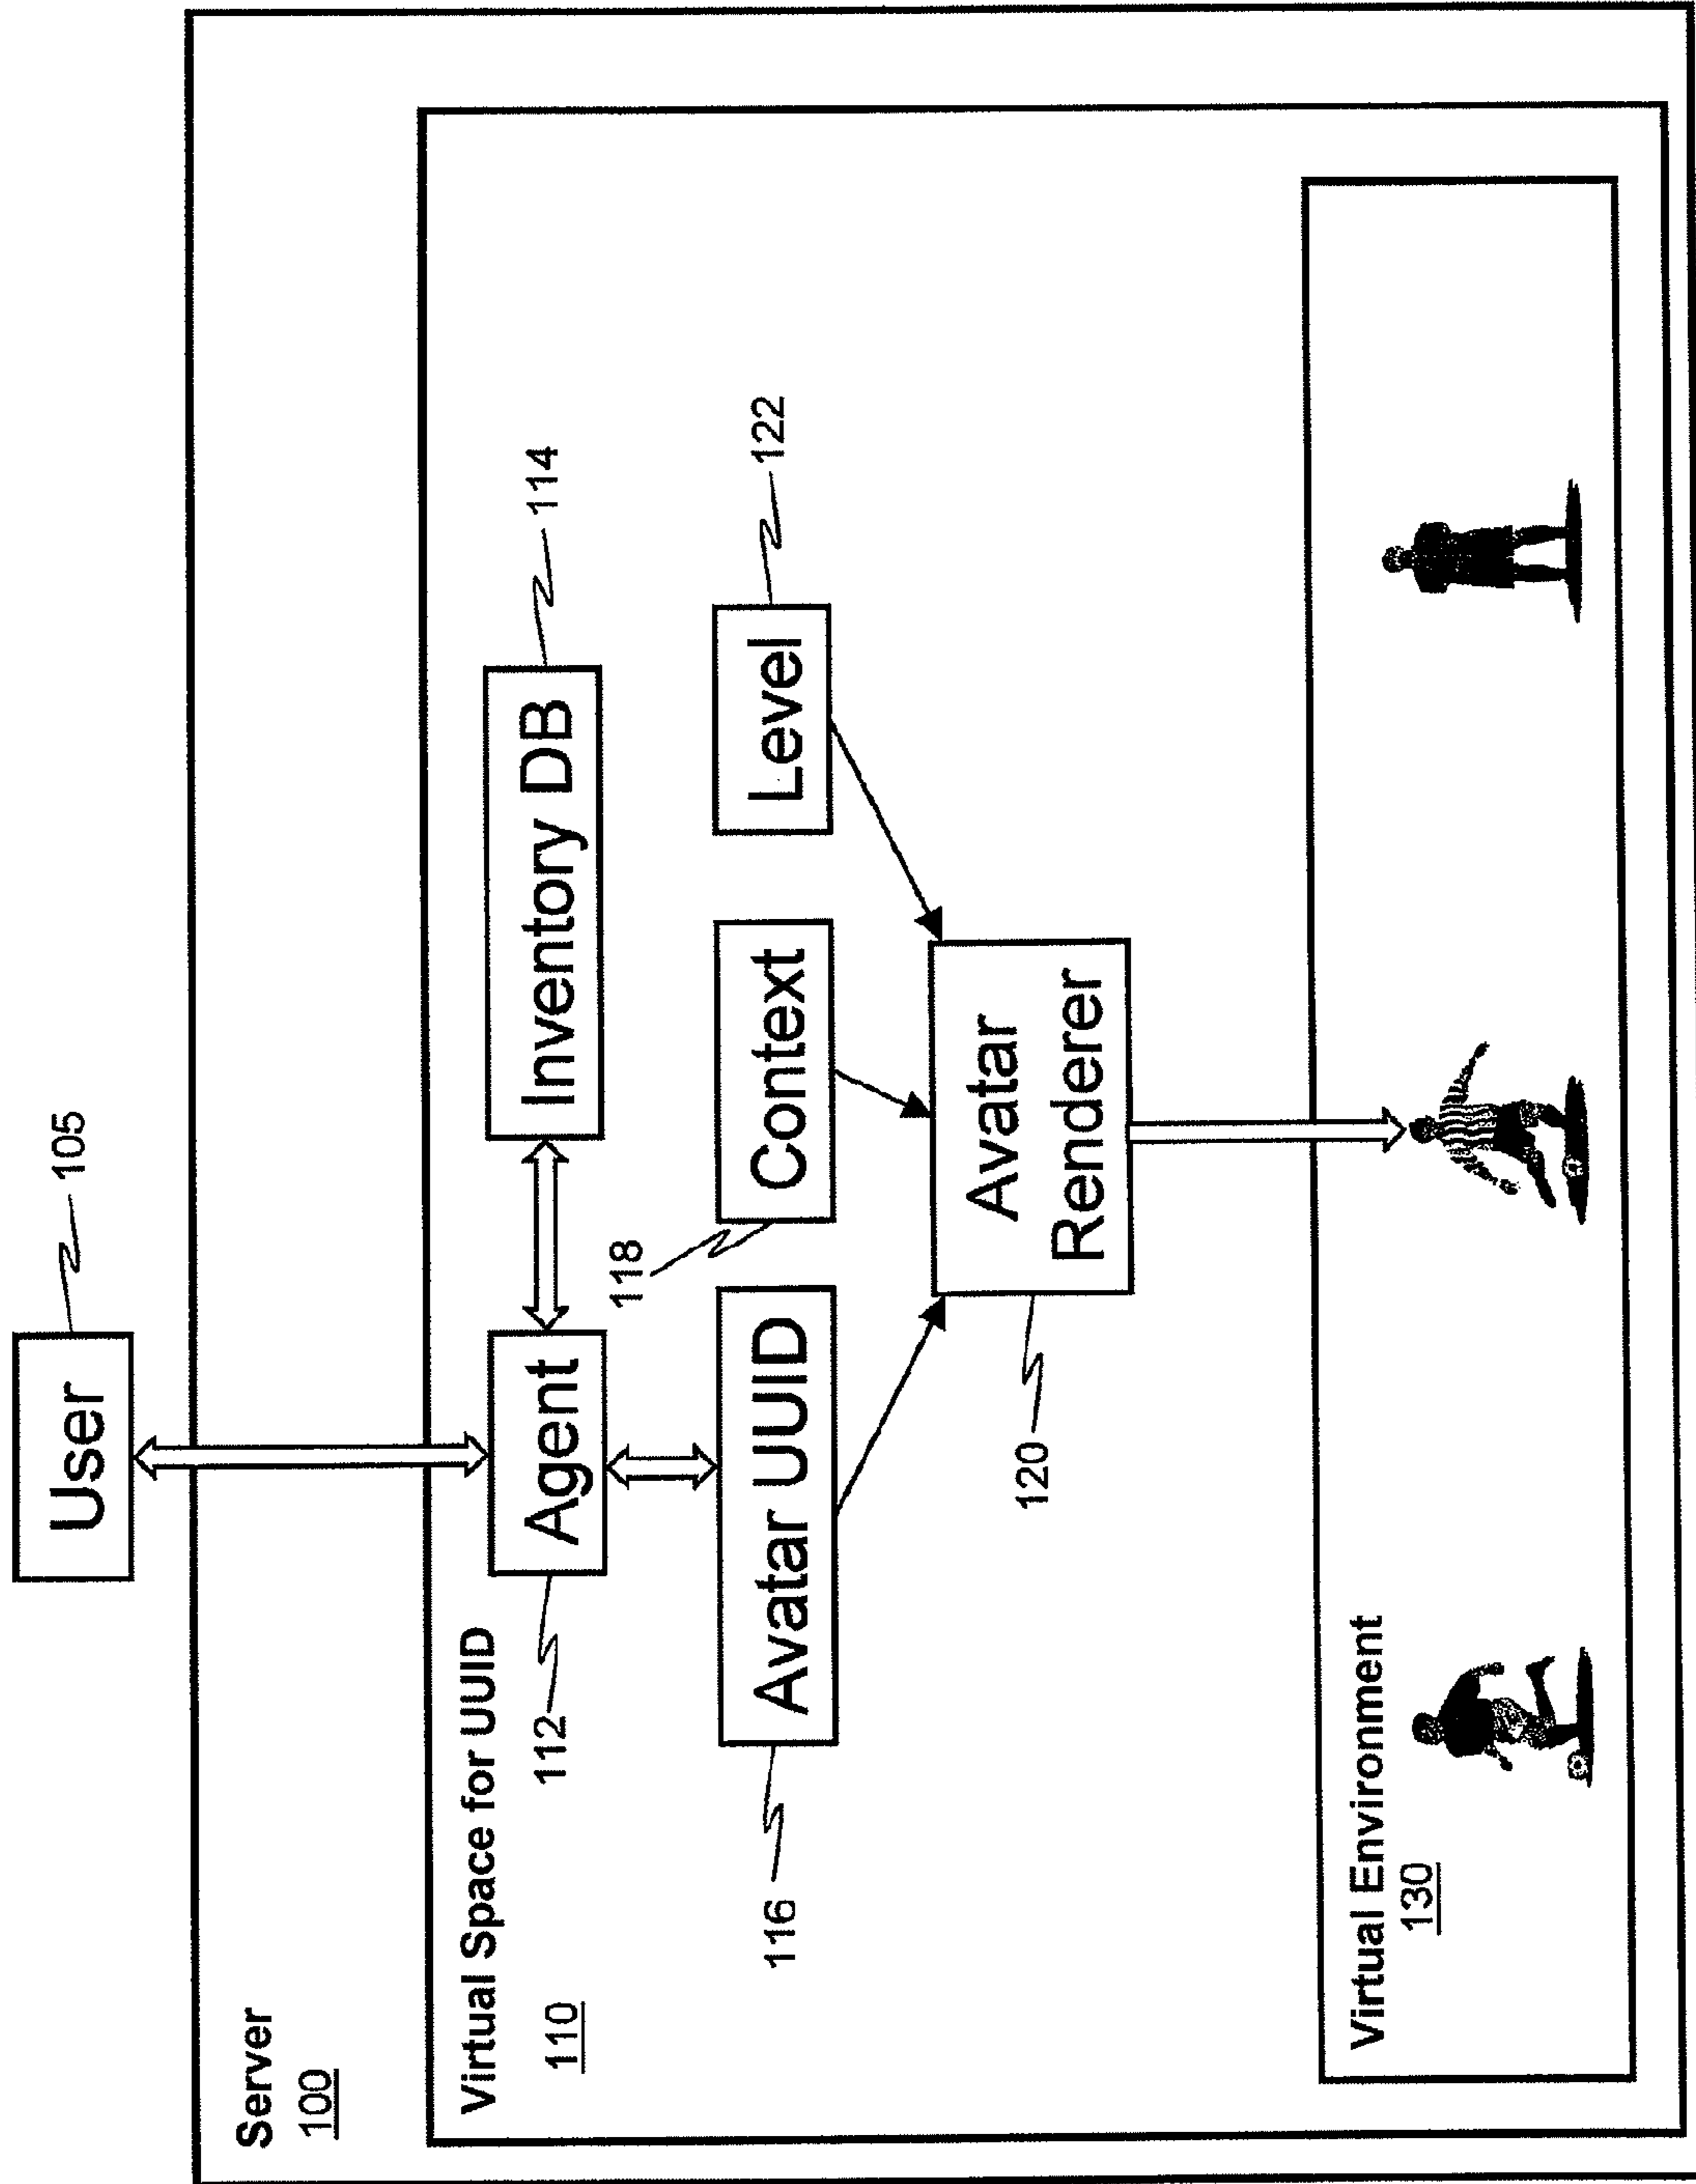 User
105
Server
100
Virtual Space for UUID
110
Agent
112
Inventory DB
114
Avatar UUID
116
Context
118
Level
122
Avatar
Renderer
120
Virtual Environment
130